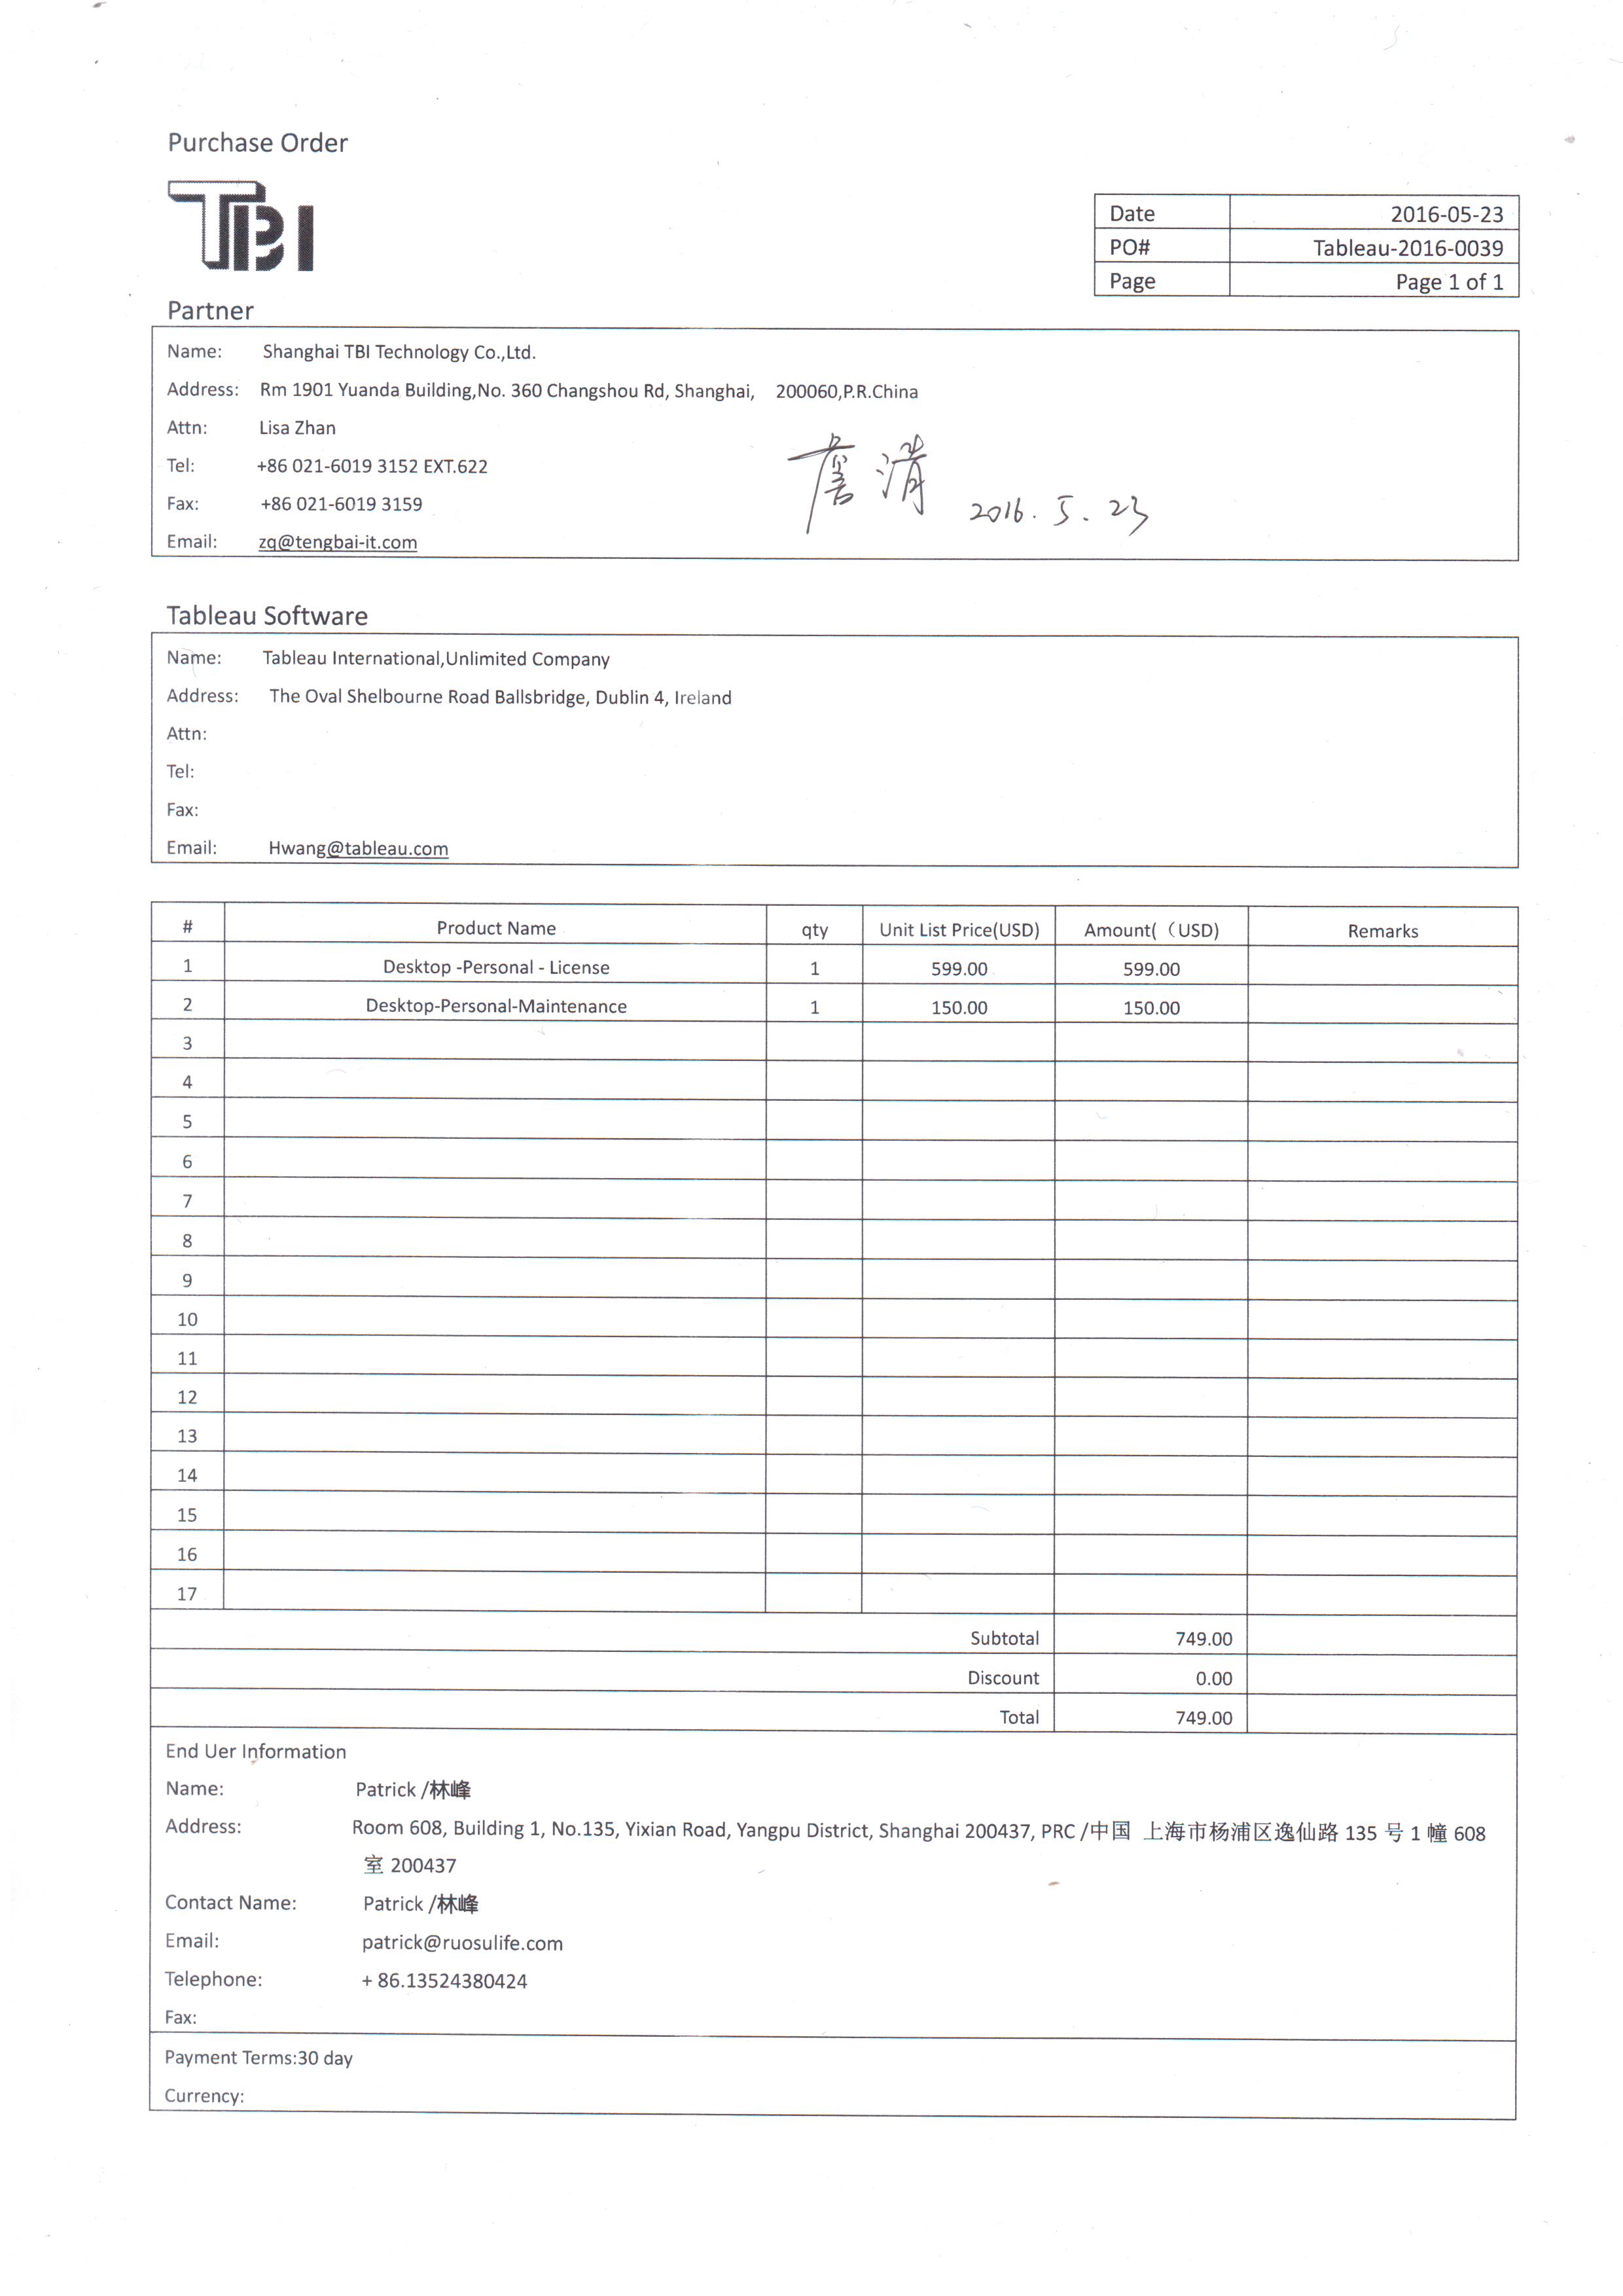 Purchase Order
TBI
Date 2016-05-23
PO# Tableau-2016-0039
Page Page 1 of 1
Partner
Name: Shanghai TBI Technology Co.,Ltd.
Address: Rm 1901 Yuanda Building,No. 360 Changshou Rd, Shanghai, 200060,P.R.China
Attn: Lisa Zhan
Tel: +86 021-6019 3152 EXT.622
Fax: +86 021-6019 3159
2016. 5. 23
Email: zq@tengbai-it.com
Tableau Software
Name: Tableau International,Unlimited Company
Address: The Oval Shelbourne Road Ballsbridge, Dublin 4, Ireland
Attn:
Tel:
Fax:
Email: Hwang@tableau.com
# Product Name qty Unit List Price(USD) Amount(（USD) Remarks
1 Desktop -Personal - License 1 599.00 599.00
2 Desktop-Personal-Maintenance 1 150.00 150.00
3
4
5
6
7
8
9
10
11
12
13
14
15
16
17
Subtotal 749.00
Discount 0.00
Total 749.00
End Uer Information
Name: Patrick /林峰
Address: Room 608, Building 1, No.135, Yixian Road, Yangpu District, Shanghai 200437, PRC /中国 上海市杨浦区逸仙路 135 号 1 幢 608
室 200437
Contact Name: Patrick /林峰
Email: patrick@ruosulife.com
Telephone: + 86.13524380424
Fax:
Payment Terms:30 day
Currency: